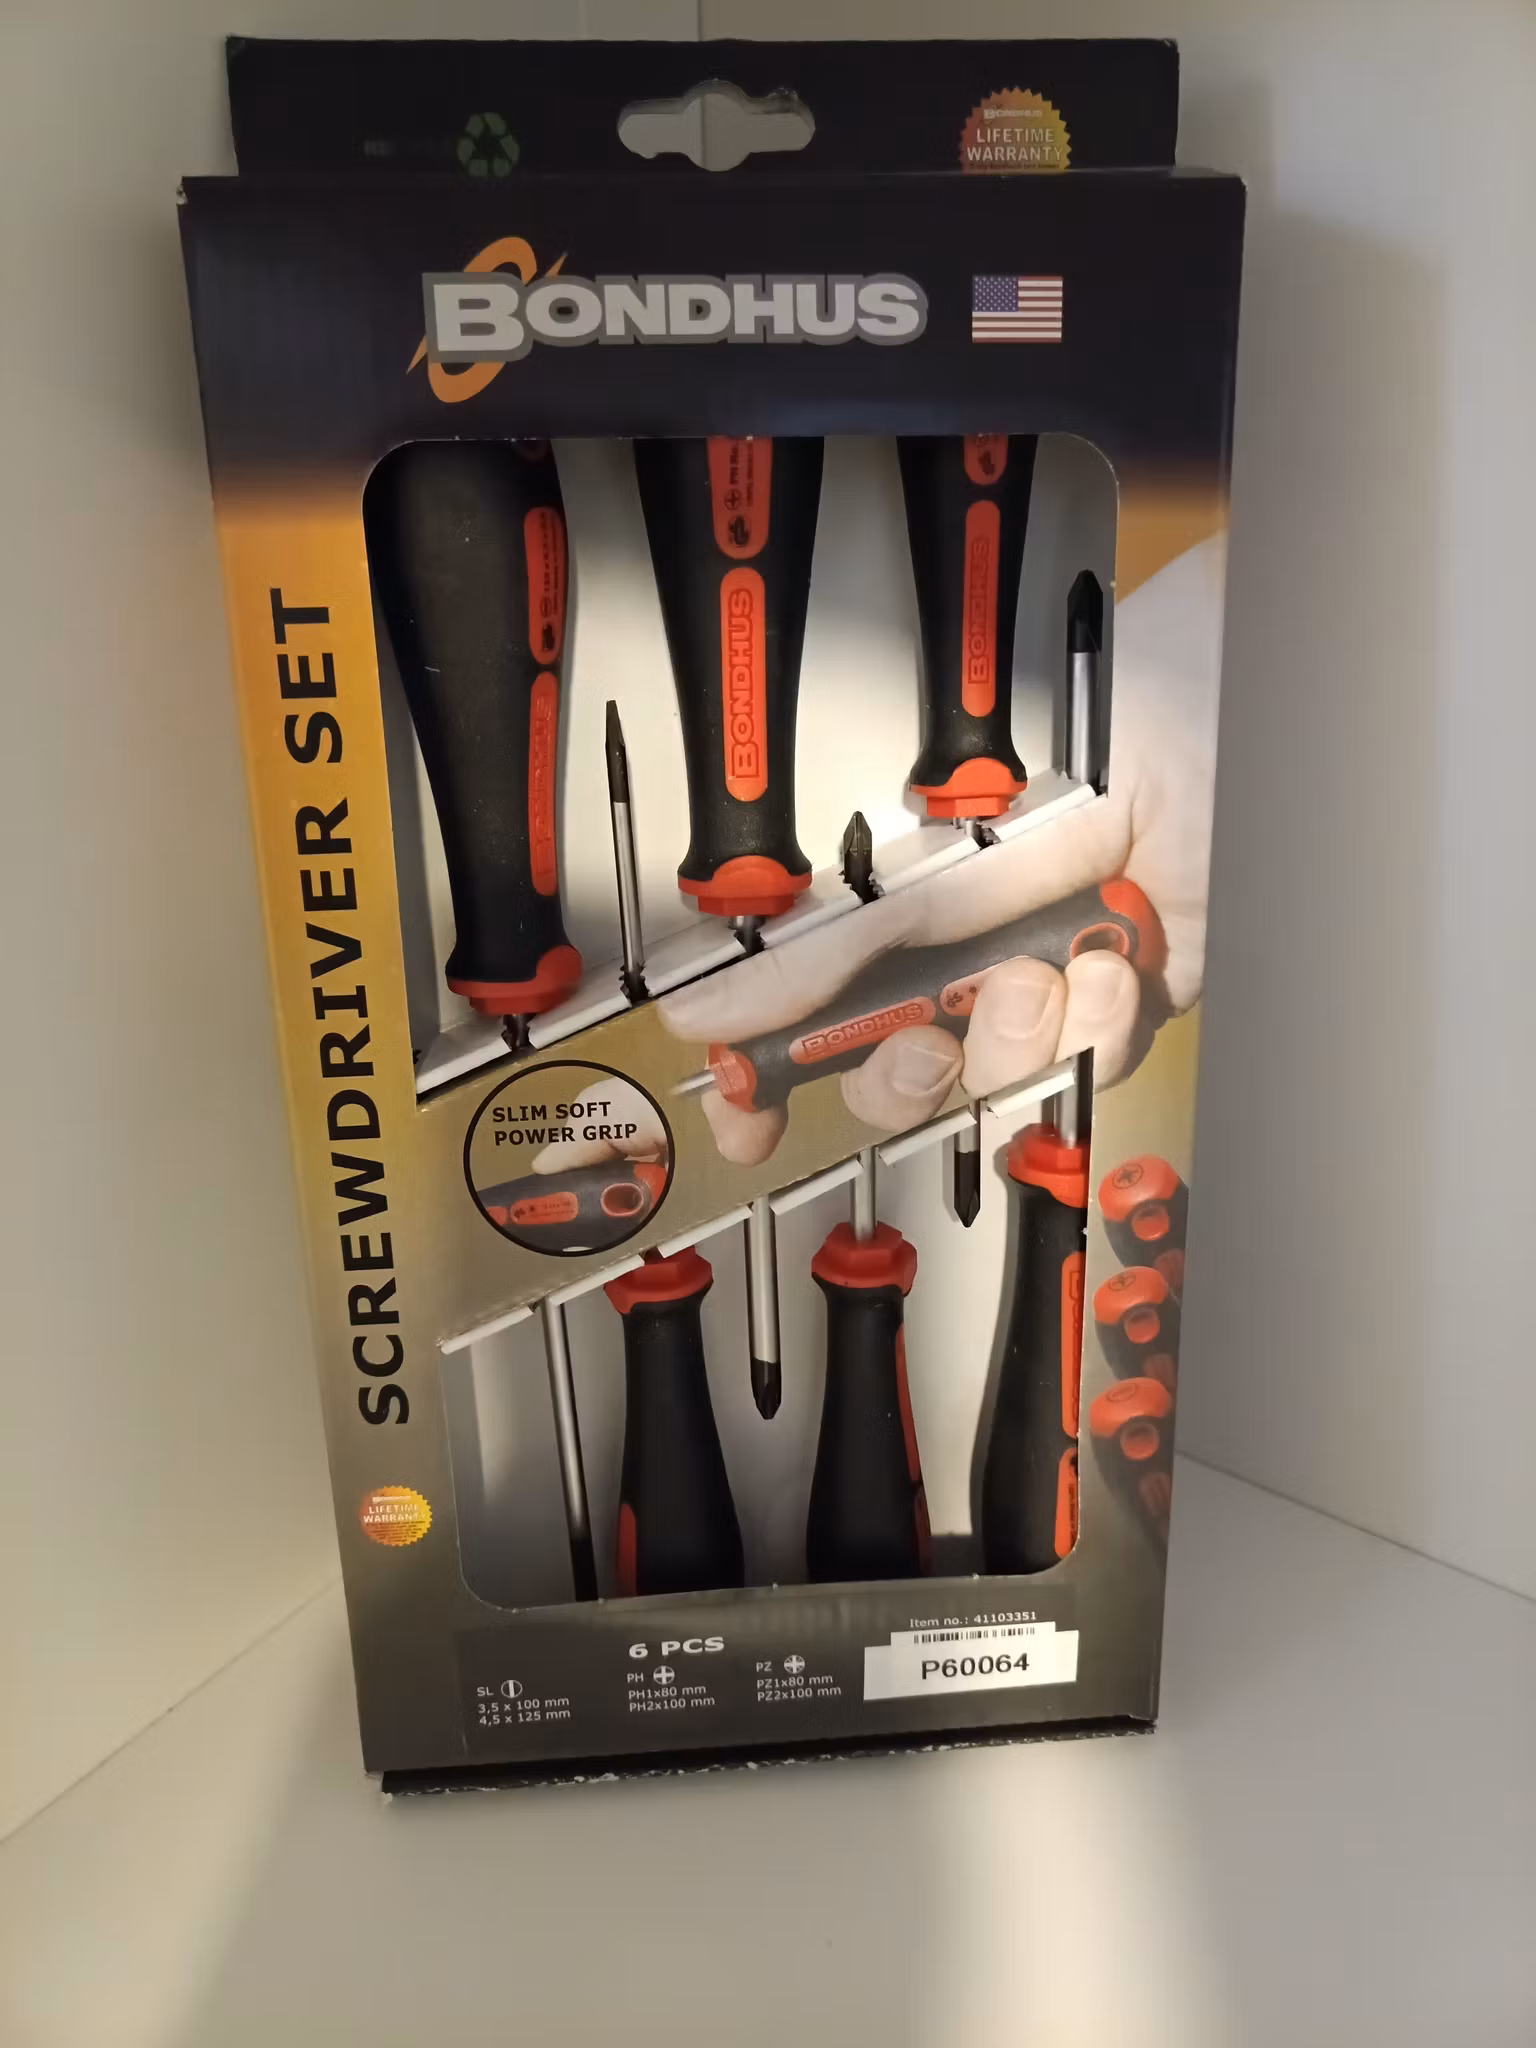 BONDHUS
LIFETIME
WARRANTY
BONDHUS
SCREWDRIVER SET
BONDHUS
BONDHUS
BONDHUS
BONDHUS
SLIM SOFT
POWER GRIP
BONDHUS
LIFETIME
WARRANTY
Item no.: 41103351
P60064
6 PCS
SL
3,5 x 100 mm
4,5 x 125 mm
PH
PH1x80 mm
PH2x100 mm
PZ
PZ1x80 mm
PZ2x100 mm